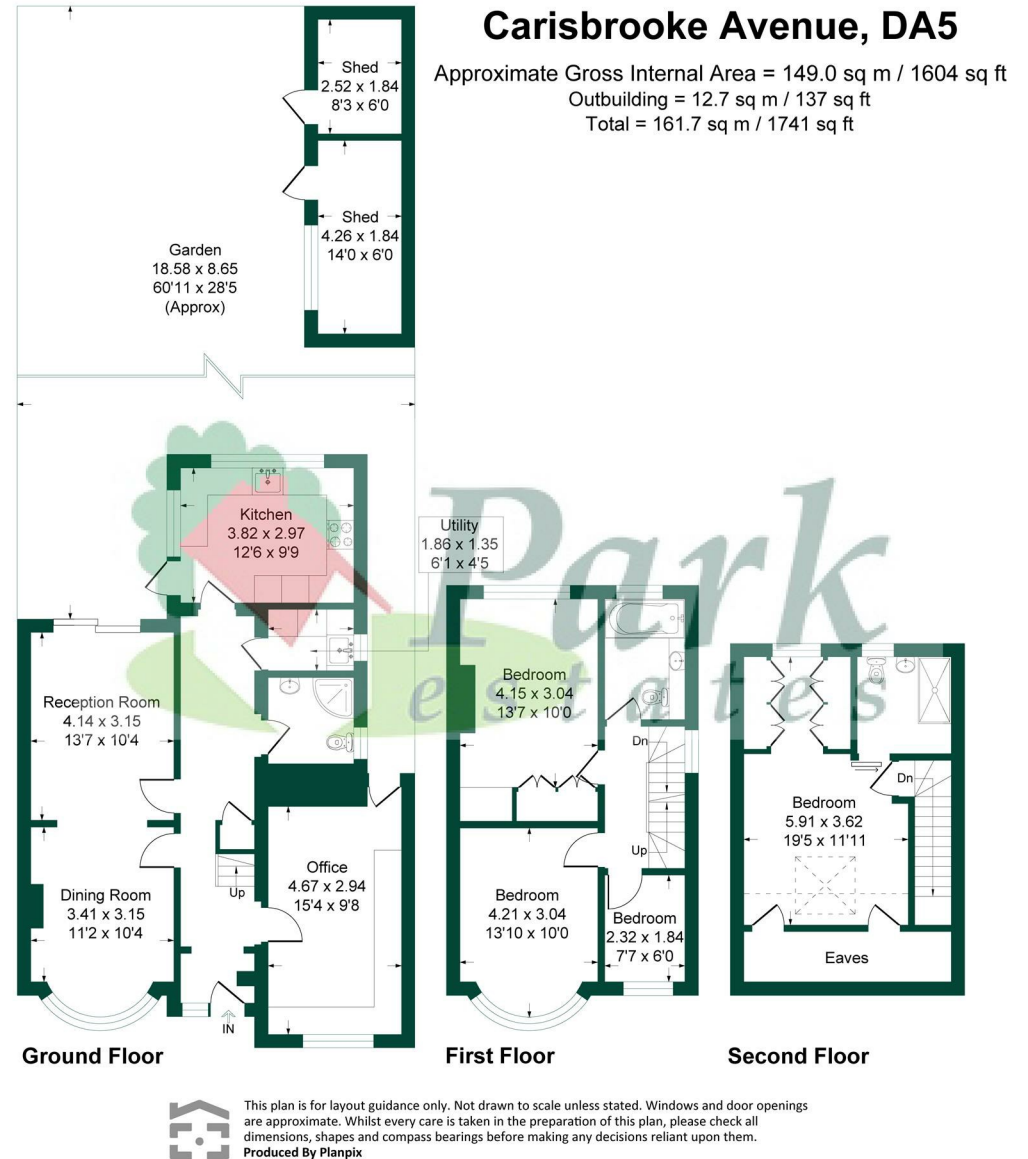 Carisbrooke Avenue, DA5
Approximate Gross Internal Area = 149.0 sq m / 1604 sq ft
Outbuilding = 12.7 sq m / 137 sq ft
Total = 161.7 sq m / 1741 sq ft
Shed
2.52 x 1.84
8'3 x 6'0
Shed
4.26 x 1.84
14'0 x 6'0
Garden
18.58 x 8.65
60'11 x 28'5
(Approx)
Kitchen
3.82 x 2.97
12'6 x 9'9
Utility
1.86 x 1.35
6'1 x 4'5
Park
estates
Reception Room
4.14 x 3.15
13'7 x 10'4
Dining Room
3.41 x 3.15
11'2 x 10'4
Up
Office
4.67 x 2.94
15'4 x 9'8
IN
Ground Floor
Bedroom
4.15 x 3.04
13'7 x 10'0
Dn
Up
Bedroom
4.21 x 3.04
13'10 x 10'0
Bedroom
2.32 x 1.84
7'7 x 6'0
First Floor
Dn
Bedroom
5.91 x 3.62
19'5 x 11'11
Eaves
Second Floor
This plan is for layout guidance only. Not drawn to scale unless stated. Windows and door openings
are approximate. Whilst every care is taken in the preparation of this plan, please check all
dimensions, shapes and compass bearings before making any decisions reliant upon them.
Produced By Planpix